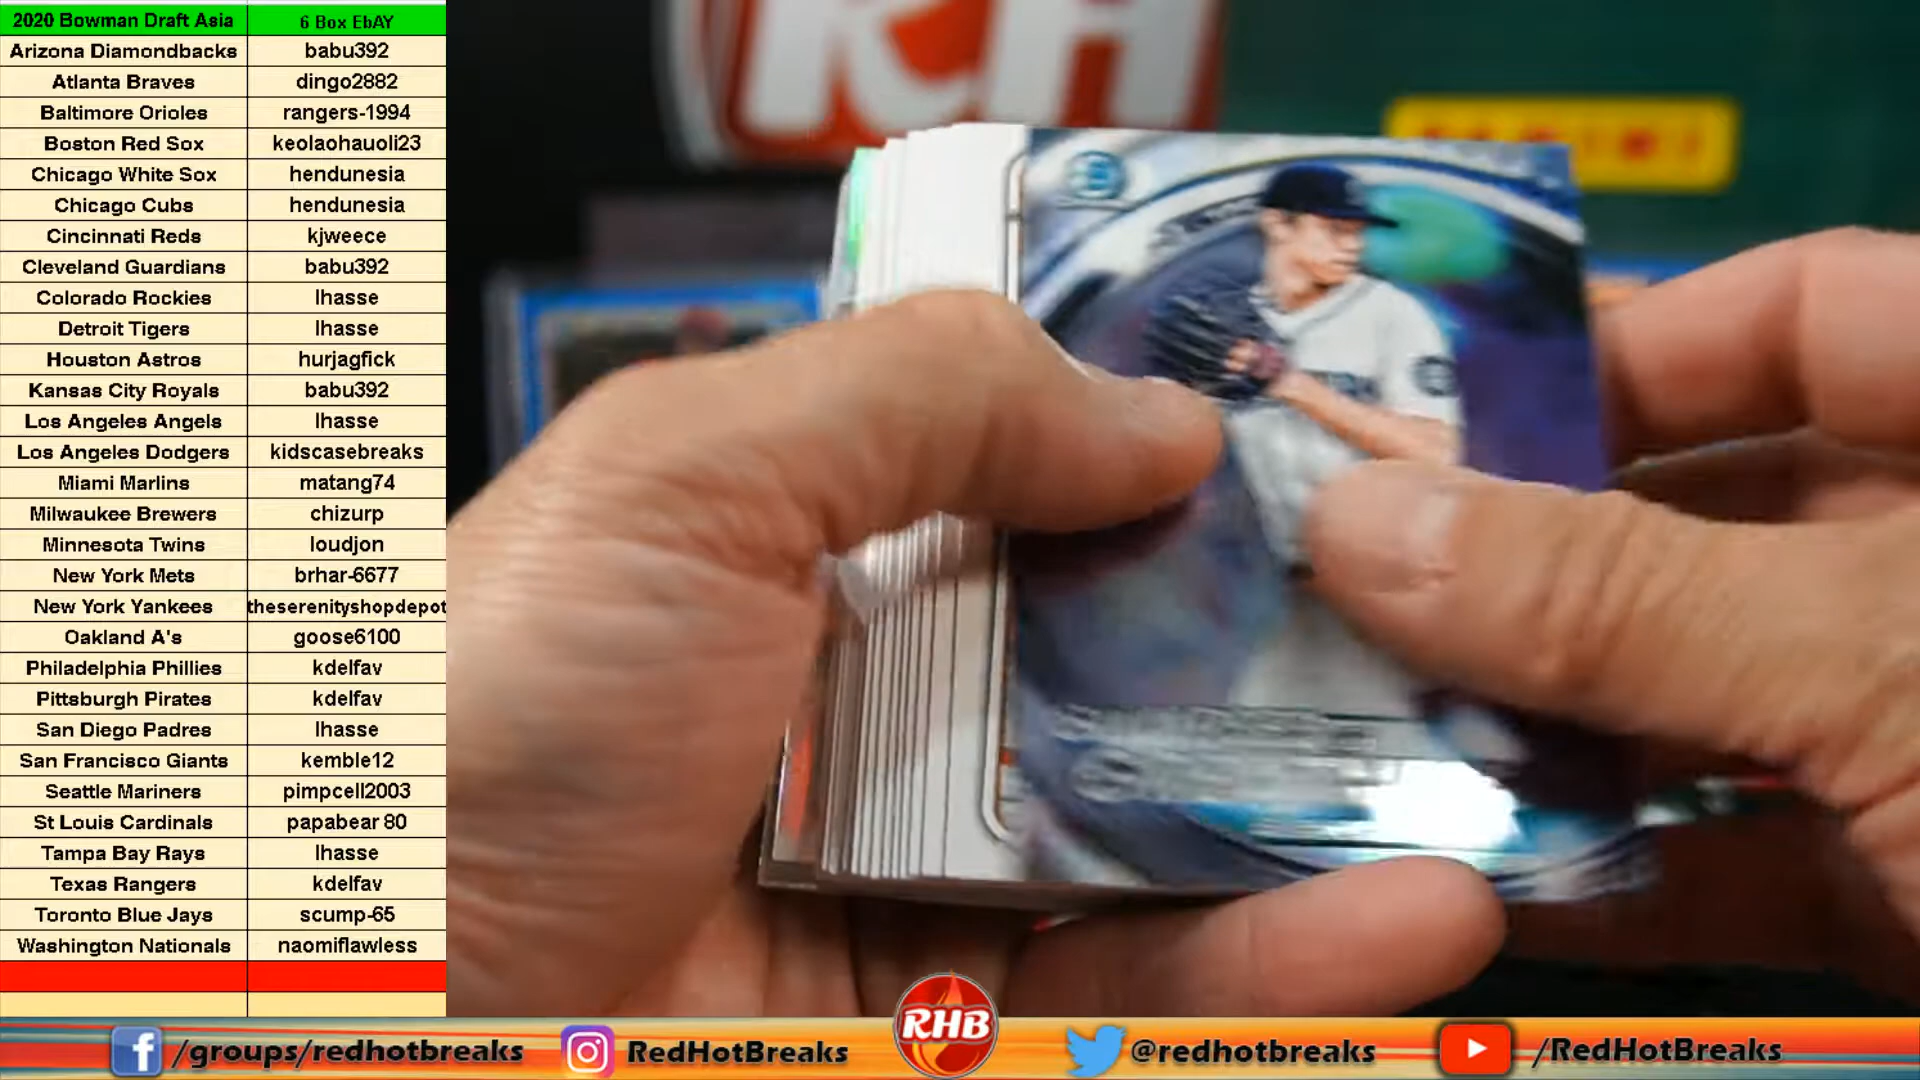 2020 Bowman Draft Asia 6 Box EbAY
Arizona Diamondbacks babu392
Atlanta Braves dingo2882
Baltimore Orioles rangers-1994
Boston Red Sox keolaohauoli23
Chicago White Sox hendunesia
Chicago Cubs hendunesia
Cincinnati Reds kjweece
Cleveland Guardians babu392
Colorado Rockies lhasse
Detroit Tigers lhasse
Houston Astros hurjagfick
Kansas City Royals babu392
Los Angeles Angels lhasse
Los Angeles Dodgers kidscasebreaks
Miami Marlins matang74
Milwaukee Brewers chizurp
Minnesota Twins loudjon
New York Mets brhar-6677
New York Yankees theserenityshopdepot
Oakland A's goose6100
Philadelphia Phillies kdelfav
Pittsburgh Pirates kdelfav
San Diego Padres lhasse
San Francisco Giants kemble12
Seattle Mariners pimpcell2003
St Louis Cardinals papabear 80
Tampa Bay Rays lhasse
Texas Rangers kdelfav
Toronto Blue Jays scump-65
Washington Nationals naomiflawless
RH
PANINI
/groups/redhotbreaks
RedHotBreaks
RHB
@redhotbreaks
/RedHotBreaks